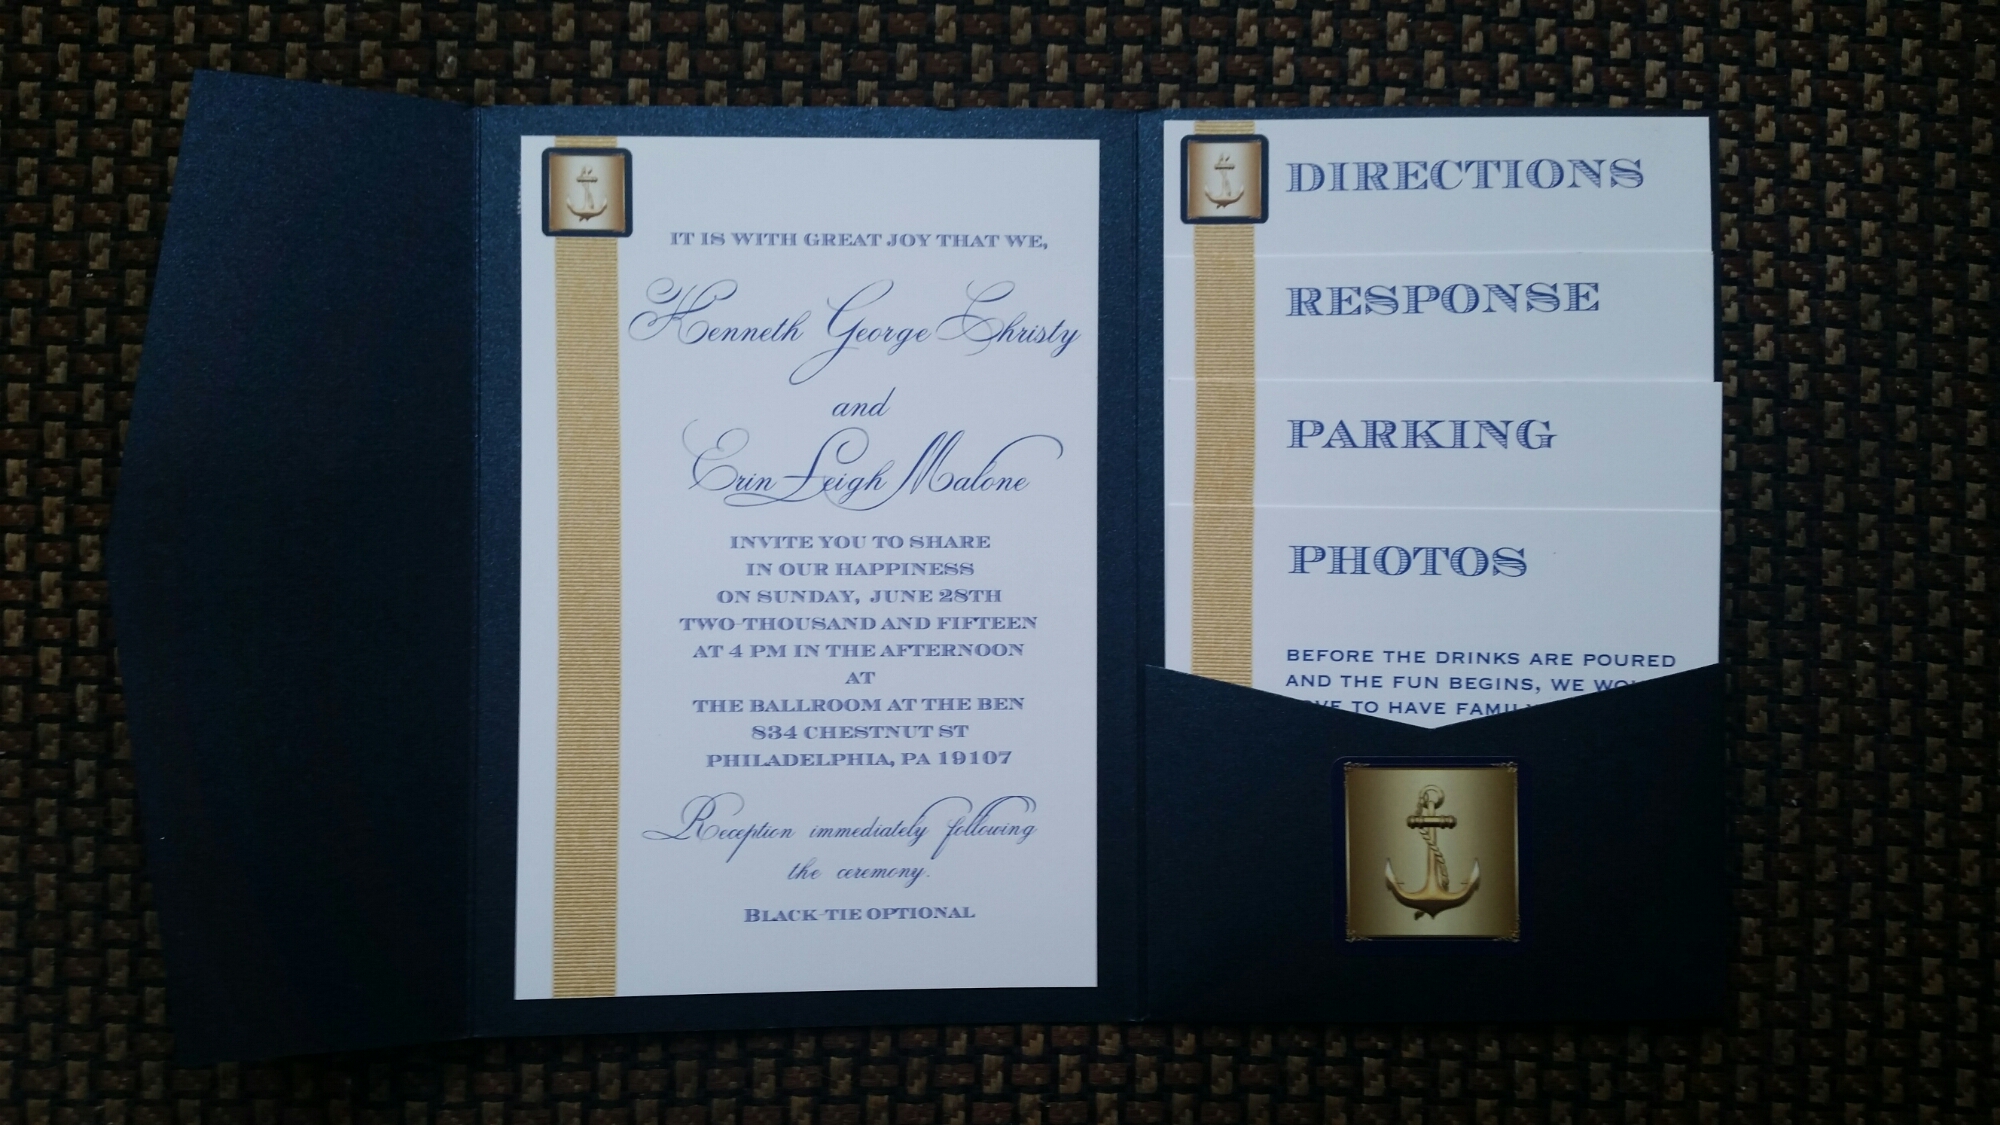 IT IS WITH GREAT JOY THAT WE,
Kenneth George Christy
and
Erin Leigh Malone
INVITE YOU TO SHARE
IN OUR HAPPINESS
ON SUNDAY, JUNE 28TH
TWO-THOUSAND AND FIFTEEN
AT 4 PM IN THE AFTERNOON
AT
THE BALLROOM AT THE BEN
834 CHESTNUT ST
PHILADELPHIA, PA 19107
Reception immediately following
the ceremony.
BLACK-TIE OPTIONAL
DIRECTIONS
RESPONSE
PARKING
PHOTOS
BEFORE THE DRINKS ARE POURED
AND THE FUN BEGINS, WE
TO HAVE